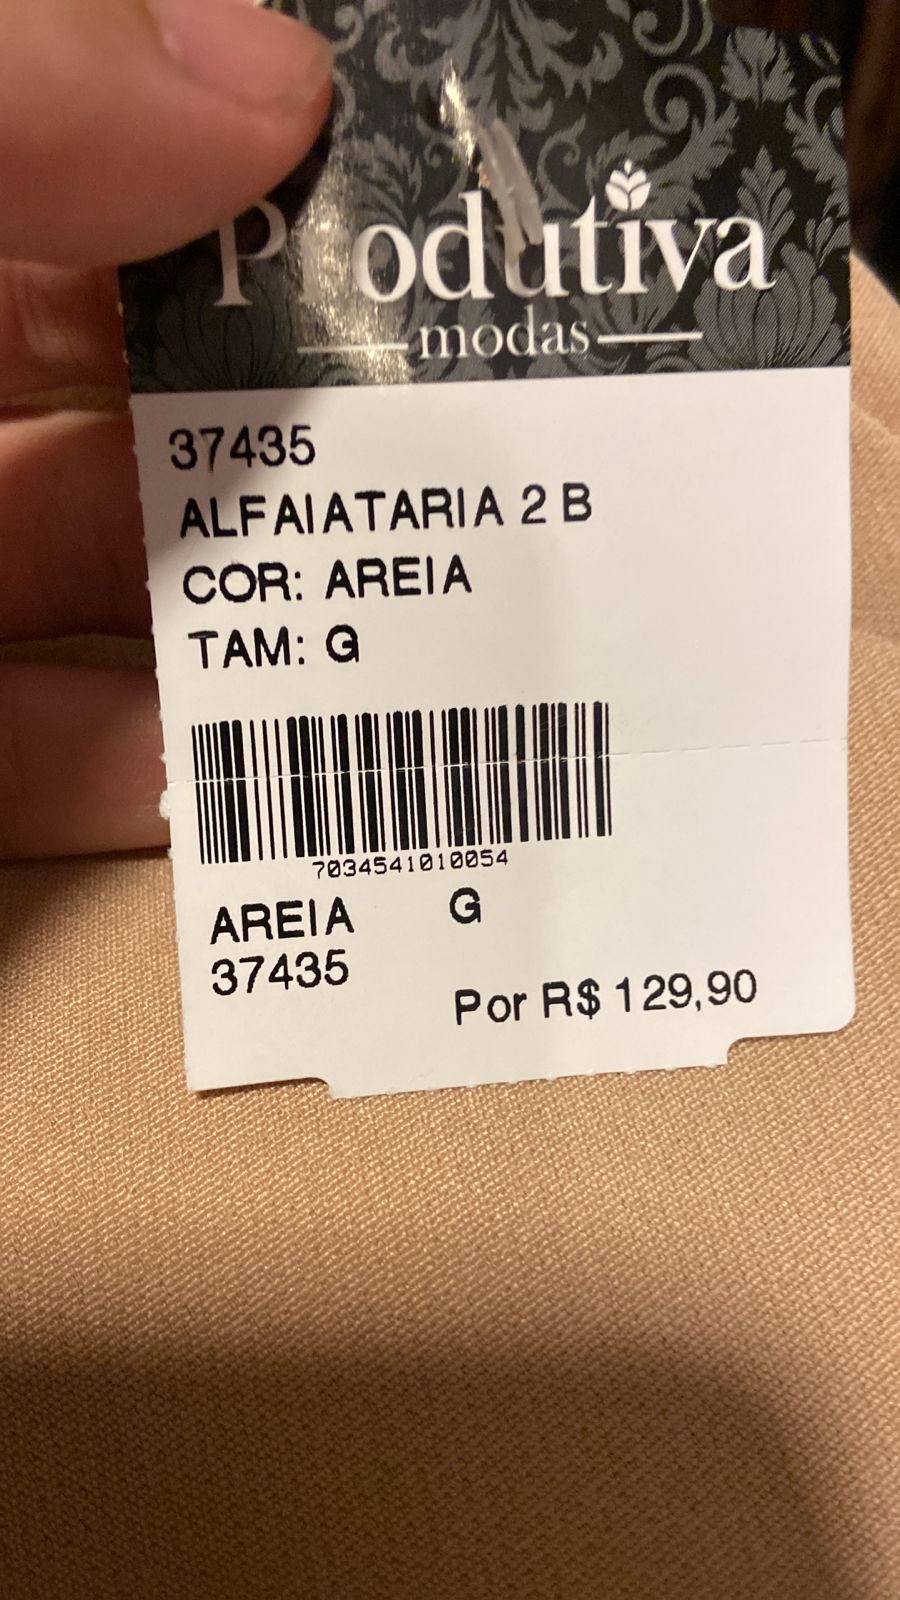 Produtiva
modas
37435
ALFAIATARIA 2 B
COR: AREIA
TAM: G
7034541010054
AREIA G
37435
Por R$ 129,90